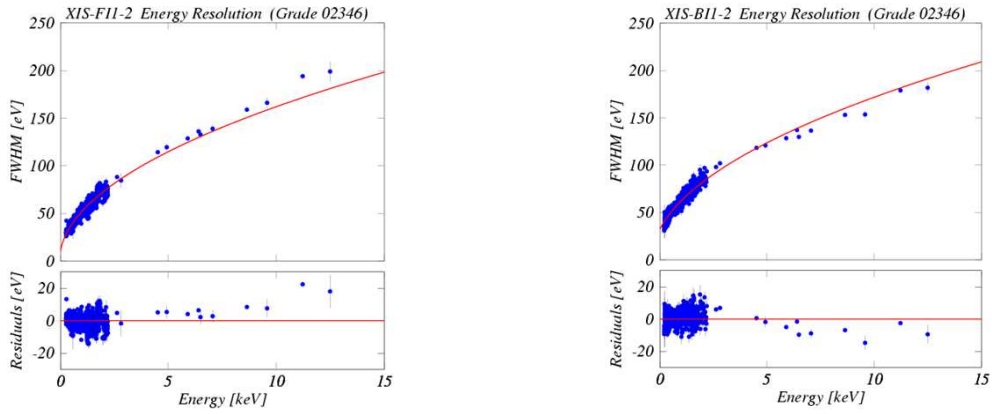 XIS-FI1-2 Energy Resolution (Grade 02346)
250
200
150
100
50
0
FWHM [eV]
20
0
-20
Residuals [eV]
0 5 10 15
Energy [keV]
XIS-BI1-2 Energy Resolution (Grade 02346)
250
200
150
100
50
0
FWHM [eV]
20
0
-20
Residuals [eV]
0 5 10 15
Energy [keV]